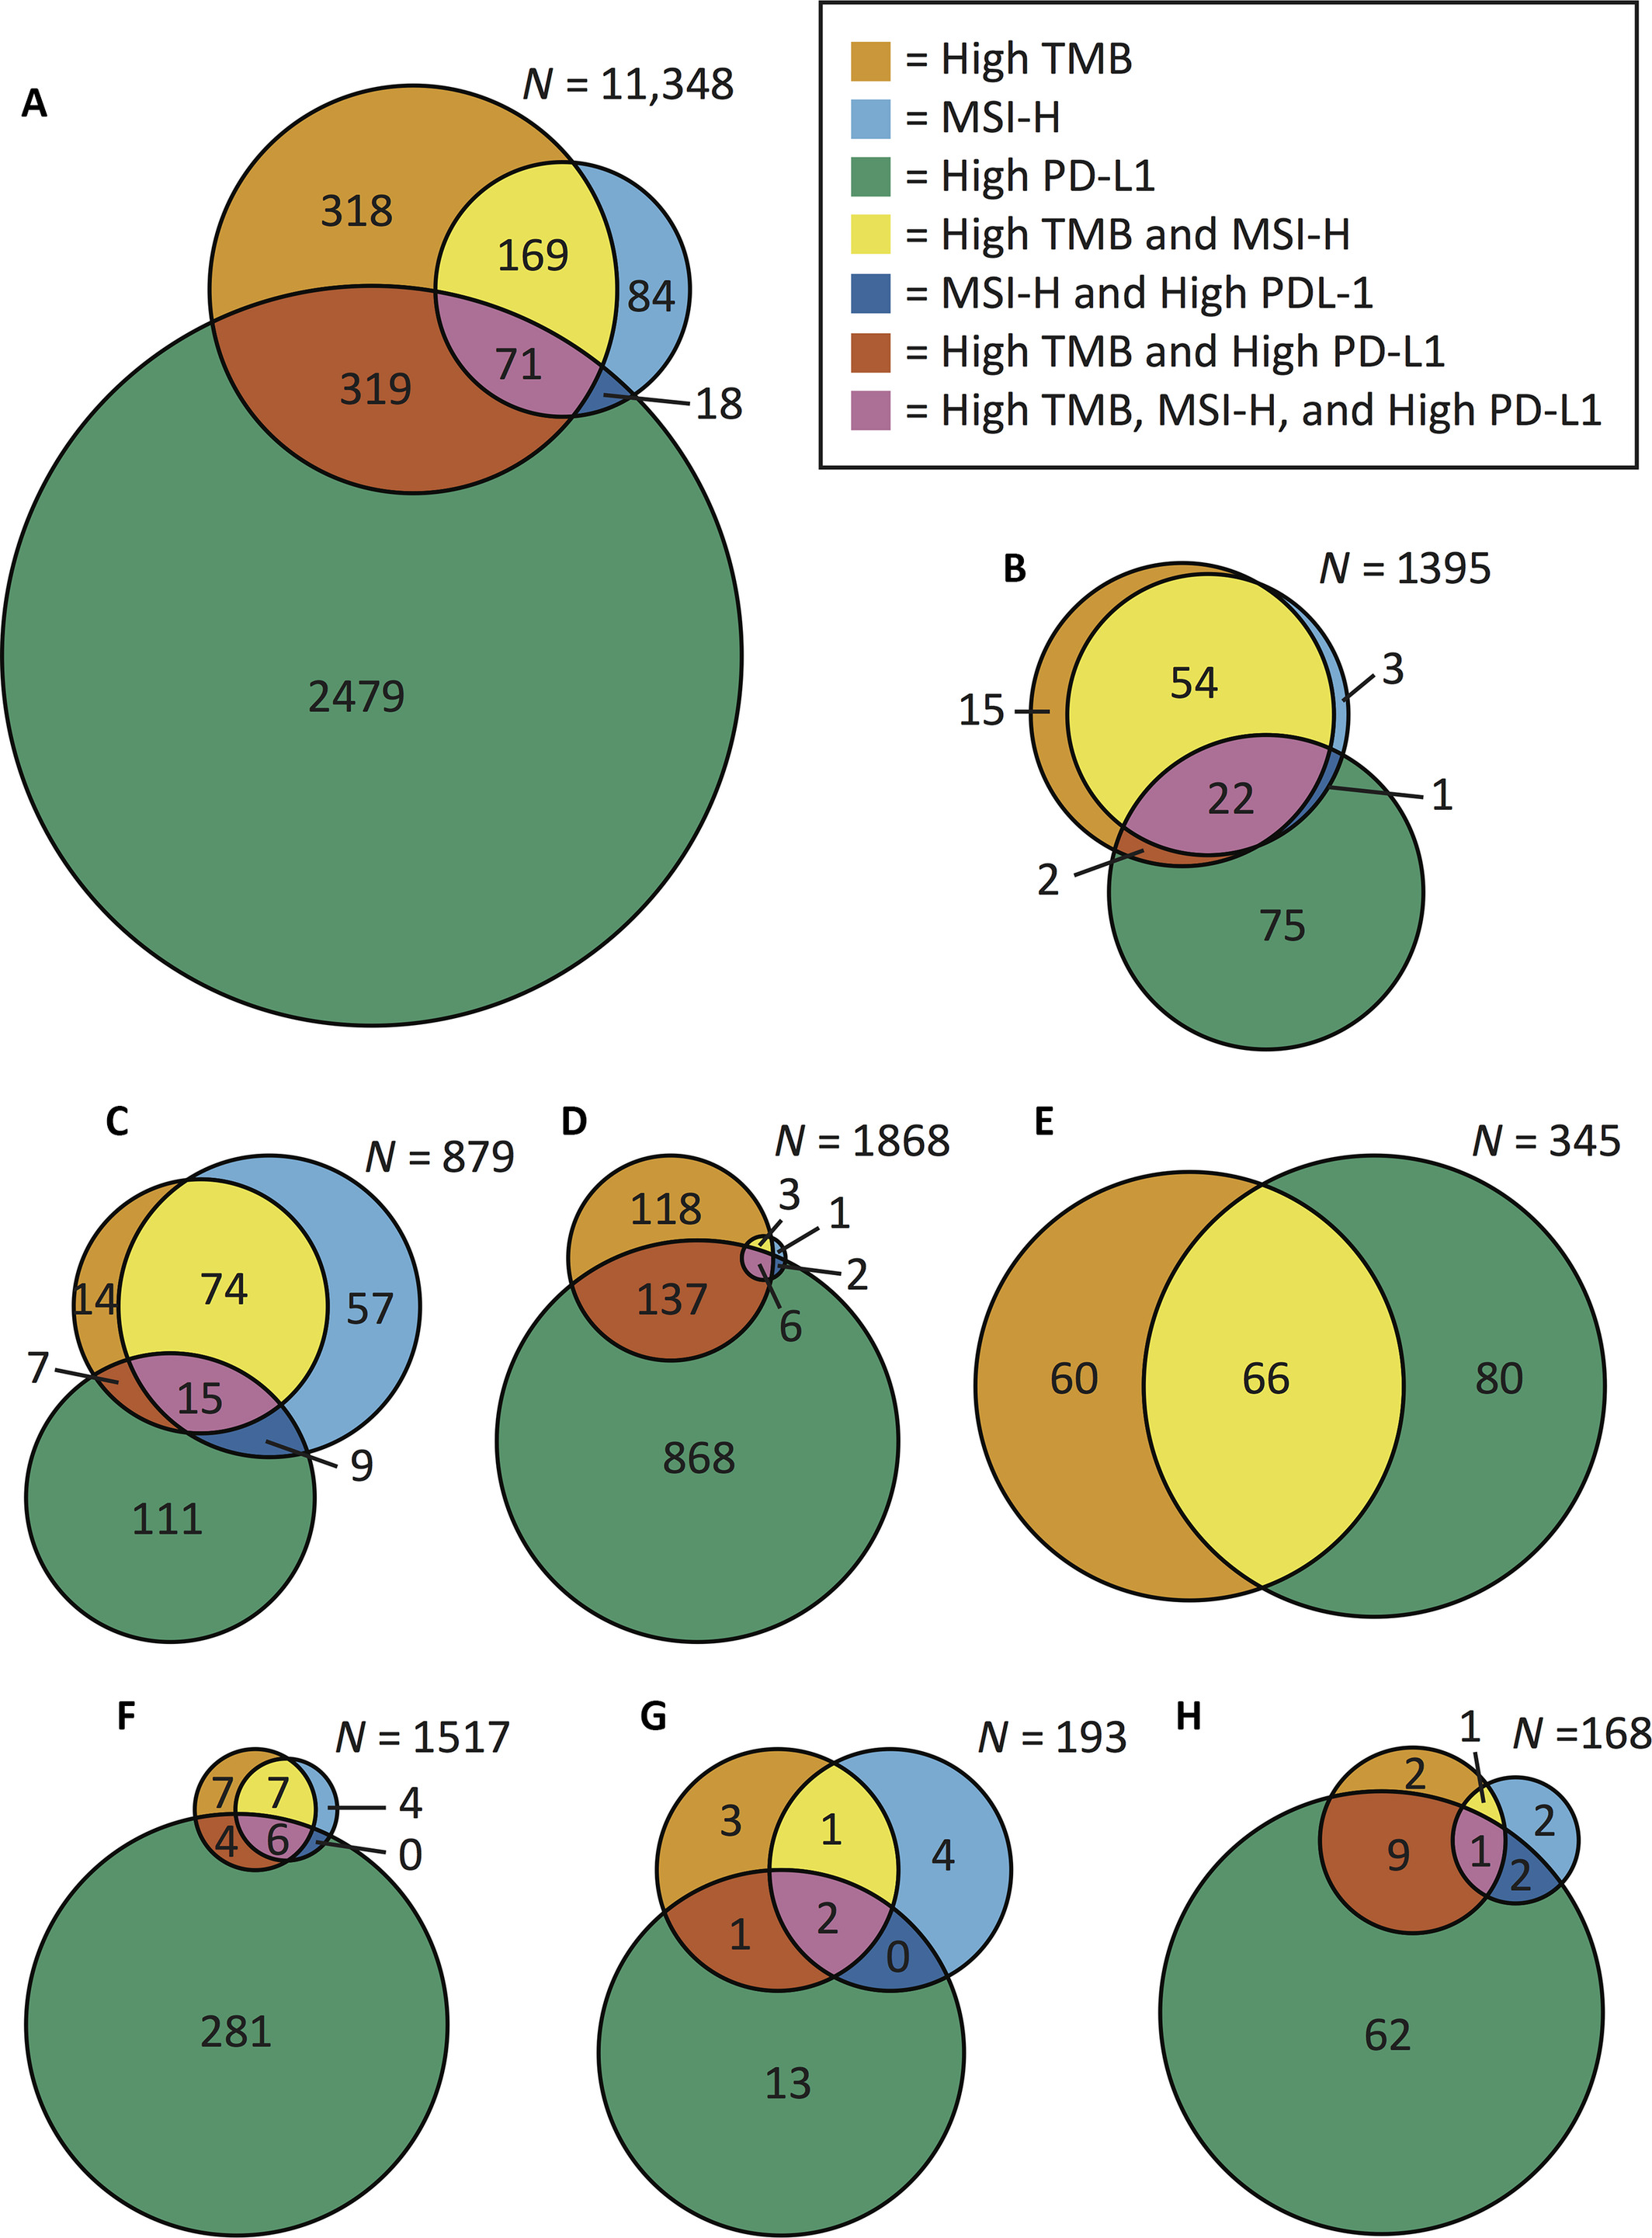 A
N = 11,348
318
169
84
71
319
18
2479
= High TMB
= MSI-H
= High PD-L1
= High TMB and MSI-H
= MSI-H and High PDL-1
= High TMB and High PD-L1
= High TMB, MSI-H, and High PD-L1
B
N = 1395
54
3
15
22
1
2
75
C
N = 879
14
74
57
7
15
9
111
D
N = 1868
118
3
1
2
137
6
868
E
N = 345
60
66
80
F
N = 1517
7
7
4
4
6
0
281
G
N = 193
3
1
4
1
2
0
13
H
1
N =168
2
2
9
1
2
62